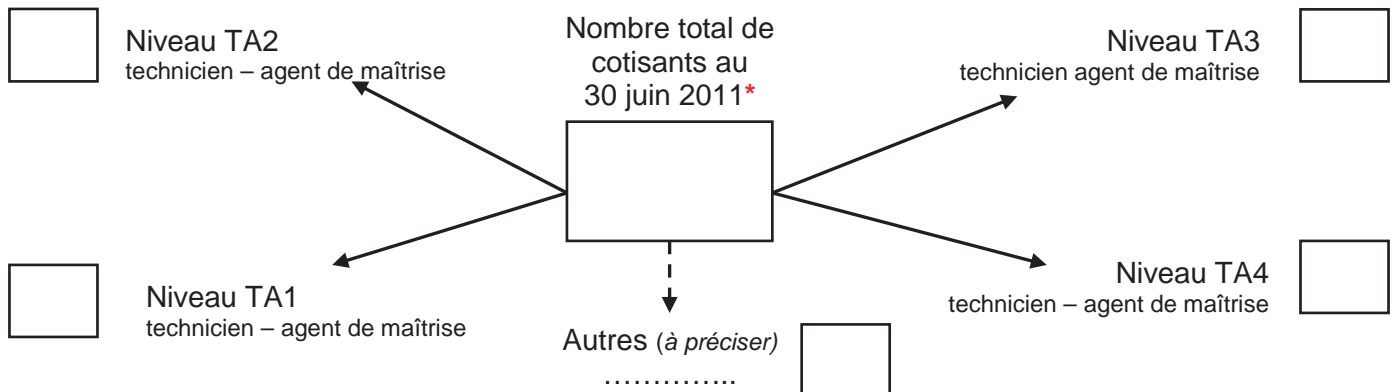 Niveau TA2
technicien – agent de maîtrise
Nombre total de
cotisants au
30 juin 2011*
Niveau TA3
technicien agent de maîtrise
Niveau TA1
technicien – agent de maîtrise
Niveau TA4
technicien – agent de maîtrise
Autres (à préciser)
…………..